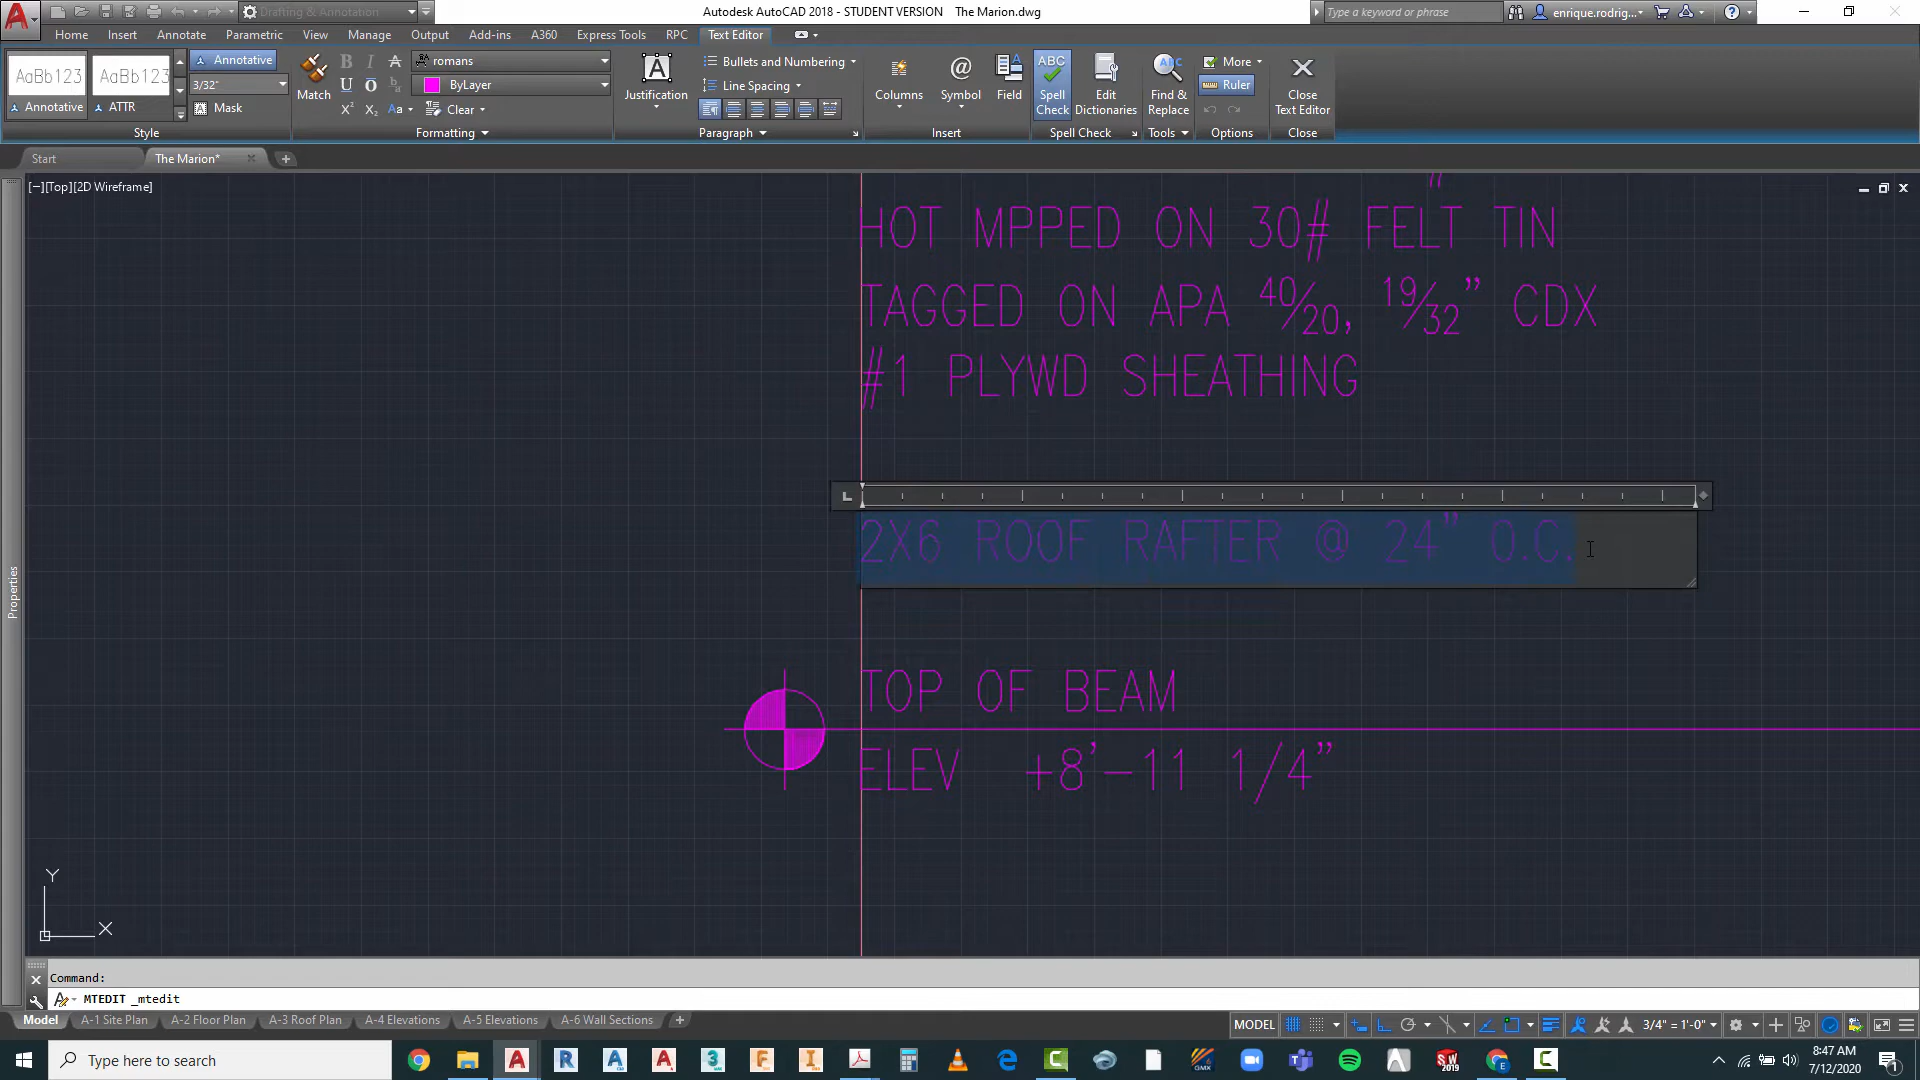 Drafting & Annotation
Autodesk AutoCAD 2018 - STUDENT VERSION The Marion.dwg
Type a keyword or phrase
enrique.rodrig...
Home Insert Annotate Parametric View Manage Output Add-ins A360 Express Tools RPC Text Editor
AaBb123 AaBb123
Annotative ATTR
Annotative
3/32"
Mask
Style
Match
romans
ByLayer
Clear
Formatting
Justification
Bullets and Numbering
Line Spacing
Paragraph
Columns Symbol Field
Insert
ABC
Spell Check
Edit Dictionaries
Spell Check
Find & Replace
Tools
More
Ruler
Options
Close Text Editor
Close
Start The Marion*
[−][Top][2D Wireframe]
HOT MPPED ON 30# FELT TIN
TAGGED ON APA 40/20, 19/32" CDX
#1 PLYWD SHEATHING
2X6 ROOF RAFTER @ 24" O.C.
TOP OF BEAM
ELEV +8'-11 1/4"
Properties
Y
X
Command:
MTEDIT _mtedit
Model A-1 Site Plan A-2 Floor Plan A-3 Roof Plan A-4 Elevations A-5 Elevations A-6 Wall Sections
MODEL
3/4" = 1'-0"
Type here to search
8:47 AM
7/12/2020